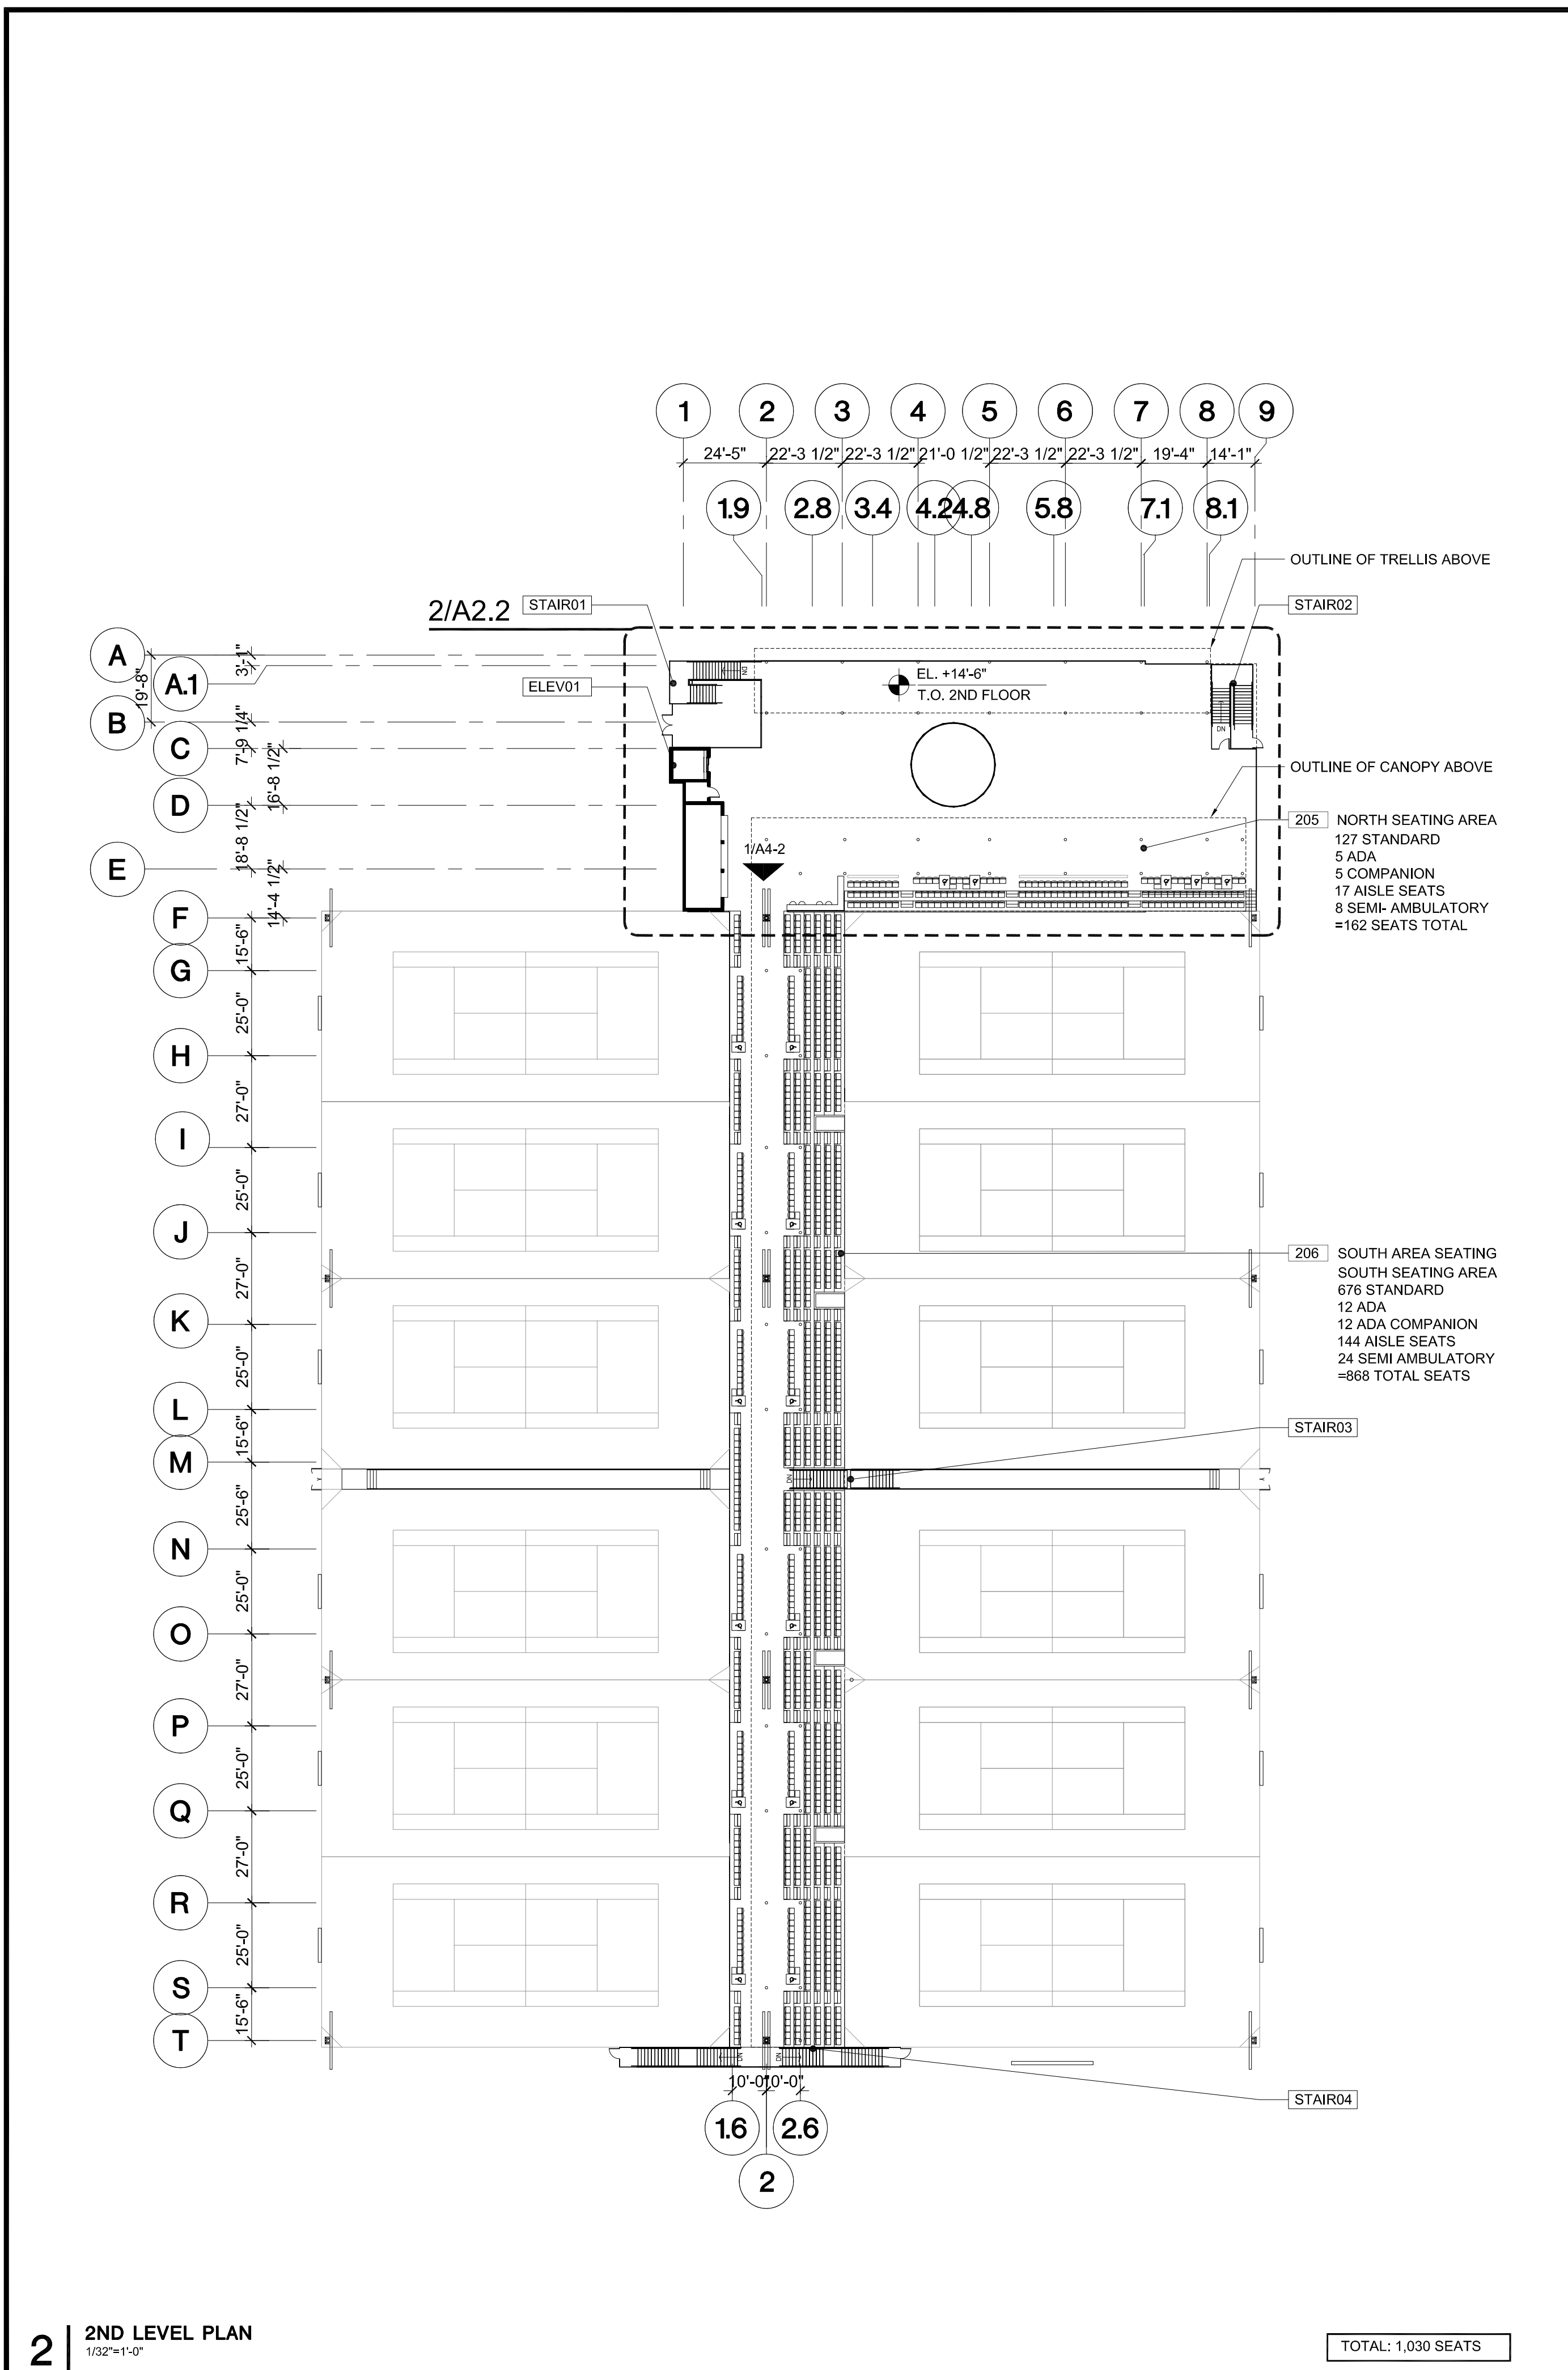 1 2 3 4 5 6 7 8 9
24'-5" 22'-3 1/2" 22'-3 1/2" 21'-0 1/2" 22'-3 1/2" 22'-3 1/2" 19'-4" 14'-1"
1.9 2.8 3.4 4.2 4.8 5.8 7.1 8.1
OUTLINE OF TRELLIS ABOVE
2/A2.2
STAIR01
STAIR02
A
3'-1"
A.1
19'-8"
ELEV01
EL. +14'-6"
T.O. 2ND FLOOR
DN
DN
B
7'-9 1/4"
C
16'-8 1/2"
OUTLINE OF CANOPY ABOVE
D
18'-8 1/2"
205 NORTH SEATING AREA
127 STANDARD
5 ADA
5 COMPANION
17 AISLE SEATS
8 SEMI- AMBULATORY
=162 SEATS TOTAL
1/A4-2
E
14'-4 1/2"
F
15'-6"
G
25'-0"
H
27'-0"
I
25'-0"
J
27'-0"
206 SOUTH AREA SEATING
SOUTH SEATING AREA
676 STANDARD
12 ADA
12 ADA COMPANION
144 AISLE SEATS
24 SEMI AMBULATORY
=868 TOTAL SEATS
K
25'-0"
L
15'-6"
STAIR03
M
DN
25'-6"
N
25'-0"
O
27'-0"
P
25'-0"
Q
27'-0"
R
25'-0"
S
15'-6"
T
DN DN
10'-0" 10'-0"
STAIR04
1.6 2.6
2
2
2ND LEVEL PLAN
1/32"=1'-0"
TOTAL: 1,030 SEATS